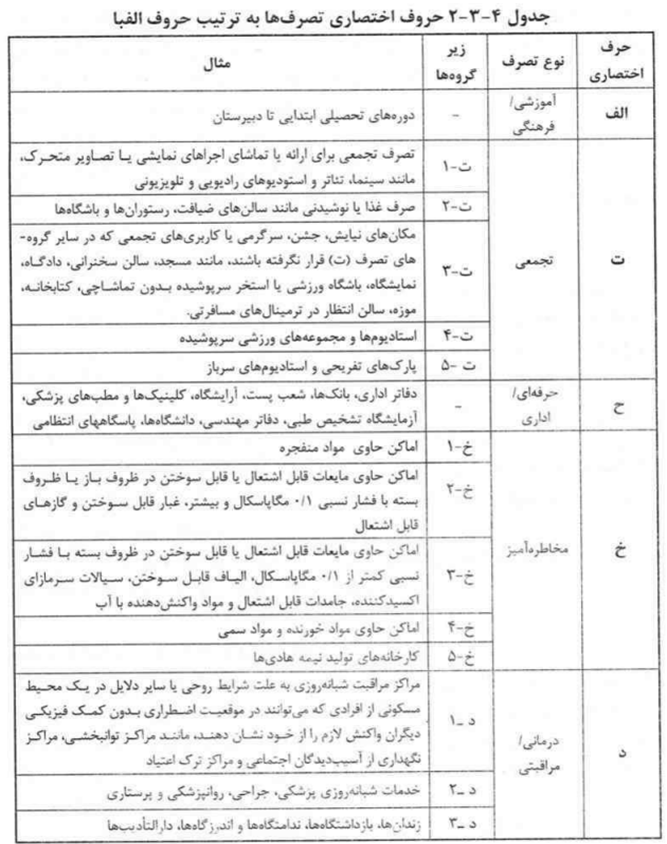 جدول ۴-۳-۲ حروف اختصاری تصرف‌ها به ترتیب حروف الفبا
حرف اختصاری
نوع تصرف
زیر گروه‌ها
مثال
الف
آموزشی/ فرهنگی
-
دوره‌های تحصیلی ابتدایی تا دبیرستان
ت
تجمعی
ت-۱
تصرف تجمعی برای ارائه یا تماشای اجراهای نمایشی یا تصاویر متحرک،
مانند سینما، تئاتر و استودیوهای رادیویی و تلویزیونی
ت-۲
صرف غذا یا نوشیدنی مانند سالن‌های ضیافت، رستوران‌ها و باشگاه‌ها
ت-۳
مکان‌های نیایش، جشن، سرگرمی یا کاربری‌های تجمعی که در سایر گروه-
های تصرف (ت) قرار نگرفته باشند، مانند مسجد، سالن سخنرانی، دادگاه،
نمایشگاه، باشگاه ورزشی یا استخر سرپوشیده بدون تماشاچی، کتابخانه،
موزه، سالن انتظار در ترمینال‌های مسافرتی.
ت-۴
استادیوم‌ها و مجموعه‌های ورزشی سرپوشیده
ت -۵
پارک‌های تفریحی و استادیوم‌های سرباز
ح
حرفه‌ای/ اداری
-
دفاتر اداری، بانک‌ها، شعب پست، آرایشگاه، کلینیک‌ها و مطب‌های پزشکی،
آزمایشگاه تشخیص طبی، دفاتر مهندسی، دانشگاه‌ها، پاسگاههای انتظامی
خ
مخاطره‌آمیز
خ-۱
اماکن حاوی مواد منفجره
خ-۲
اماکن حاوی مایعات قابل اشتعال یا قابل سوختن در ظروف باز یا ظروف
بسته با فشار نسبی ۰/۱ مگاپاسکال و بیشتر، غبار قابل سوختن و گازهای
قابل اشتعال
خ-۳
اماکن حاوی مایعات قابل اشتعال یا قابل سوختن در ظروف بسته با فشار
نسبی کمتر از ۰/۱ مگاپاسکال، الیاف قابل سوختن، سیالات سرمازای
اکسیدکننده، جامدات قابل اشتعال و مواد واکنش‌دهنده با آب
خ-۴
اماکن حاوی مواد خورنده و مواد سمی
خ-۵
کارخانه‌های تولید نیمه هادی‌ها
د
درمانی/ مراقبتی
د -۱
مراکز مراقبت شبانه‌روزی به علت شرایط روحی یا سایر دلایل در یک محیط
مسکونی از افرادی که می‌توانند در موقعیت اضطراری بدون کمک فیزیکی
دیگران واکنش لازم را از خود نشان دهند، مانند مراکز توانبخشی، مراکز
نگهداری از آسیب‌دیدگان اجتماعی و مراکز ترک اعتیاد
د -۲
خدمات شبانه‌روزی پزشکی، جراحی، روانپزشکی و پرستاری
د -۳
زندان‌ها، بازداشتگاه‌ها، ندامتگاه‌ها و اندرزگاه‌ها، دارالتأدیب‌ها